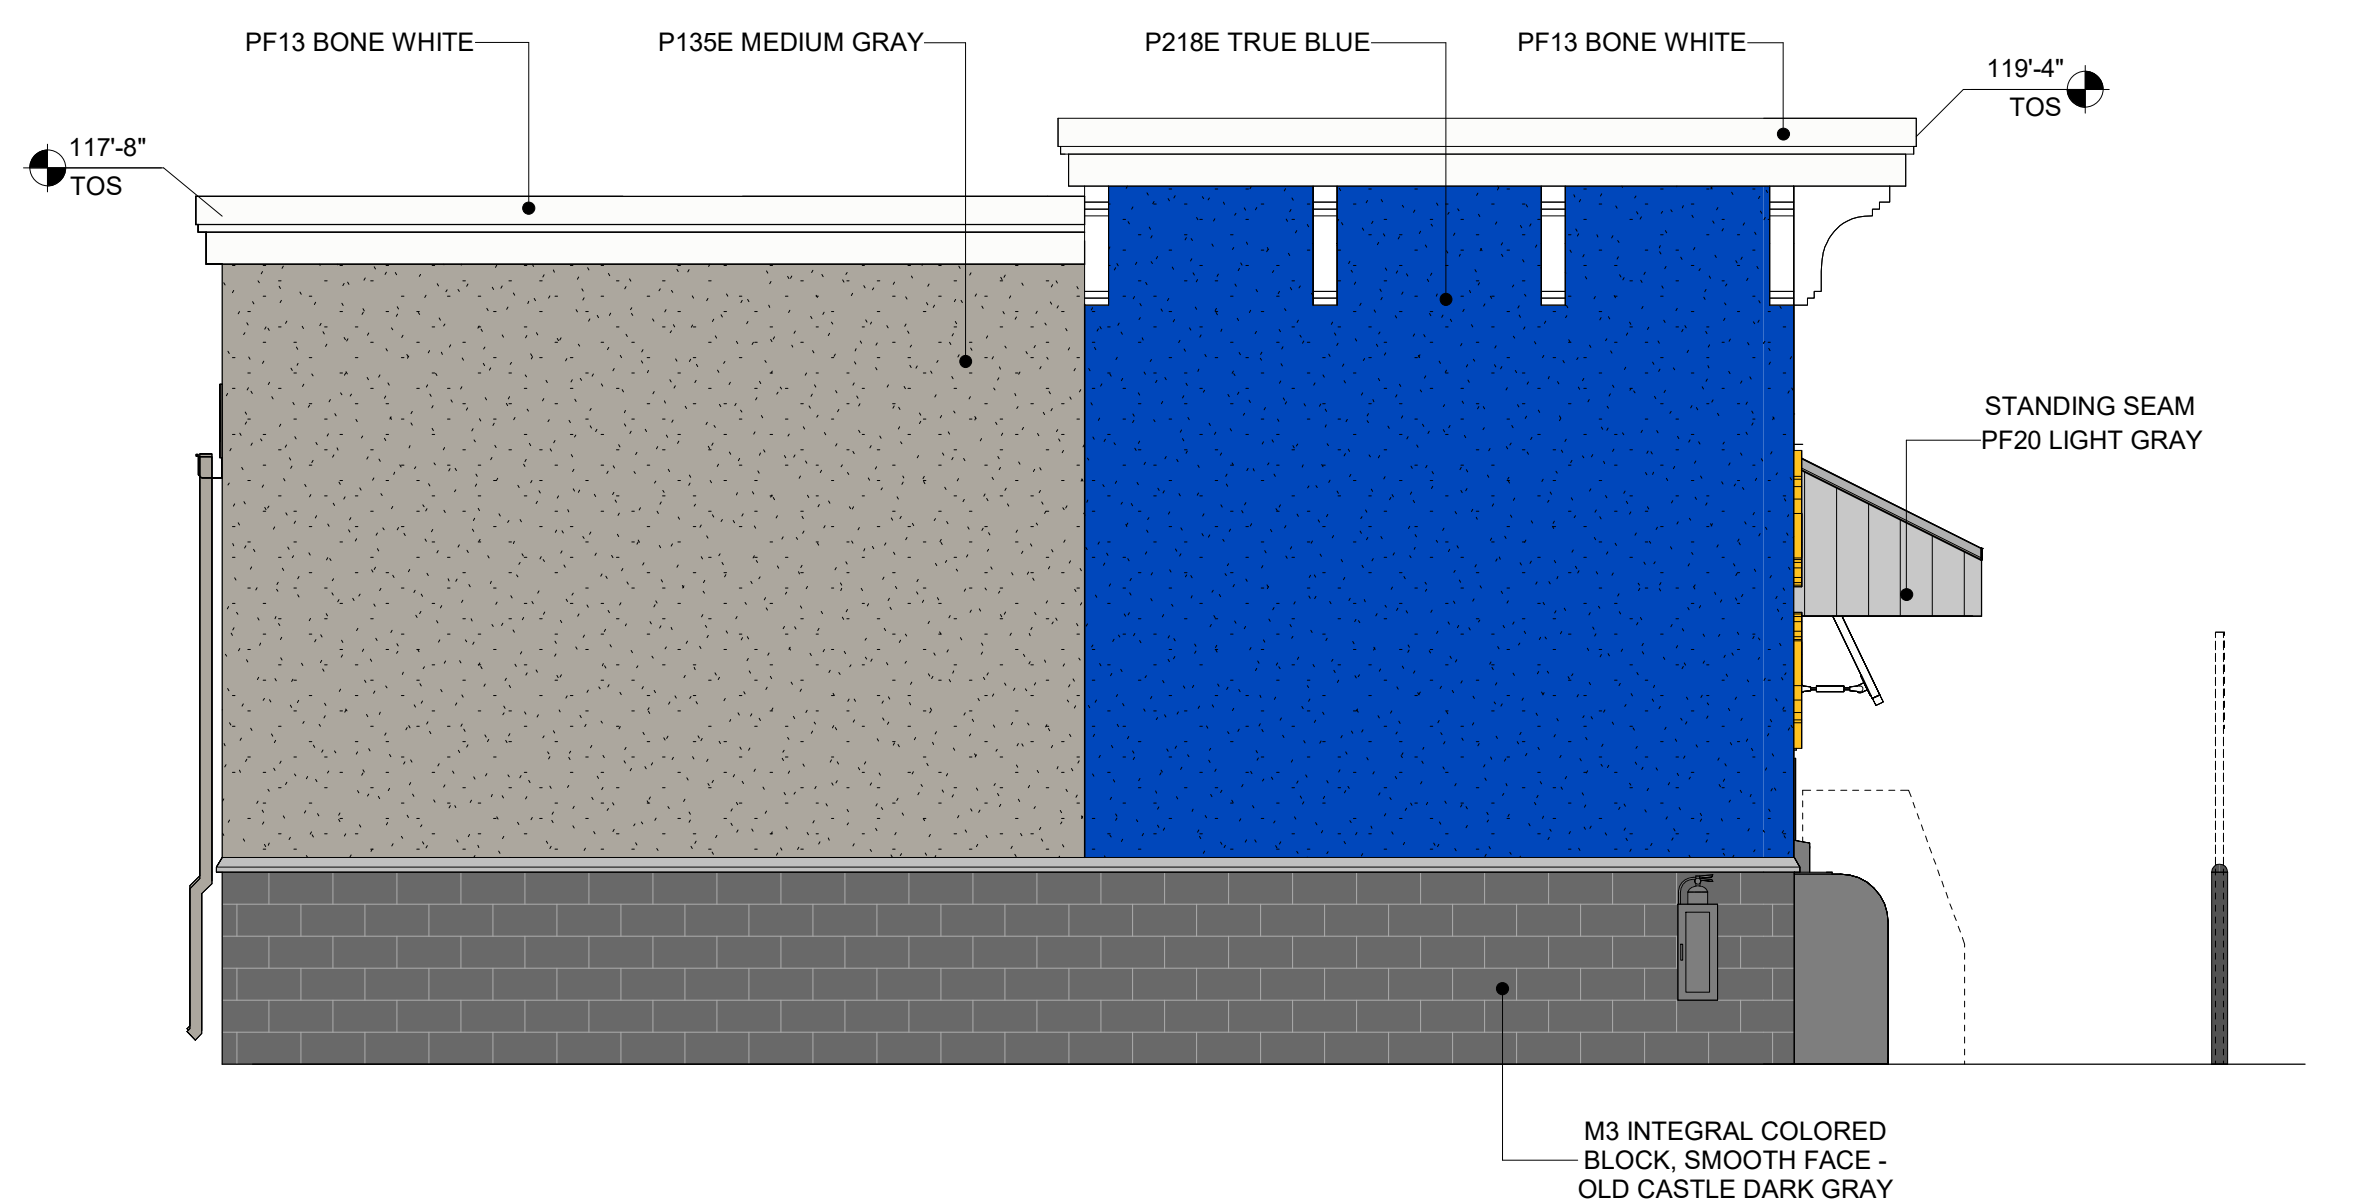 PF13 BONE WHITE
P135E MEDIUM GRAY
P218E TRUE BLUE
PF13 BONE WHITE
119'-4"
TOS
117'-8"
TOS
STANDING SEAM
PF20 LIGHT GRAY
M3 INTEGRAL COLORED
BLOCK, SMOOTH FACE -
OLD CASTLE DARK GRAY